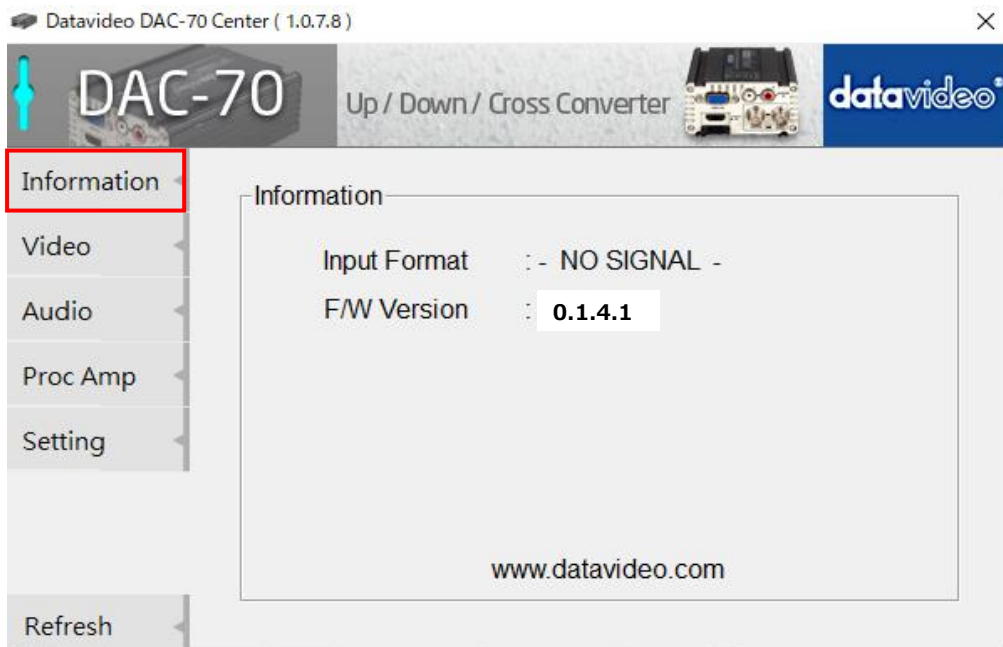 Datavideo DAC-70 Center ( 1.0.7.8 )
DAC-70
Up / Down / Cross Converter
datavideo®
Information
Video
Audio
Proc Amp
Setting
Refresh
Information
Input Format : - NO SIGNAL -
F/W Version : 0.1.4.1
www.datavideo.com